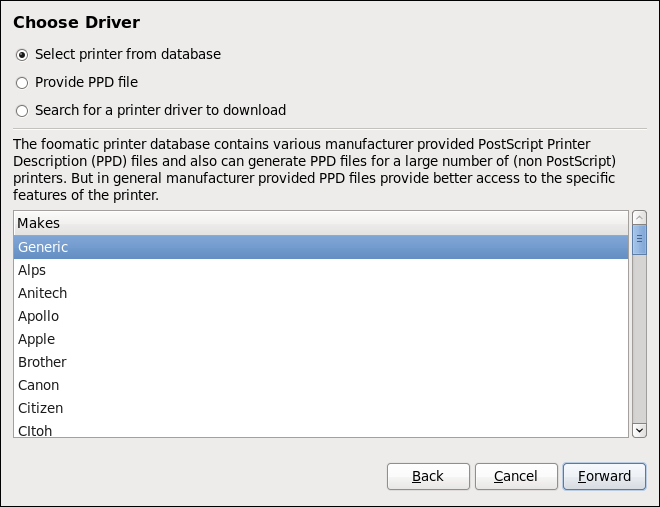 Choose Driver
Select printer from database
Provide PPD file
Search for a printer driver to download
The foomatic printer database contains various manufacturer provided PostScript Printer
Description (PPD) files and also can generate PPD files for a large number of (non PostScript)
printers. But in general manufacturer provided PPD files provide better access to the specific
features of the printer.
Makes
Generic
Alps
Anitech
Apollo
Apple
Brother
Canon
Citizen
CItoh
Back
Cancel
Forward